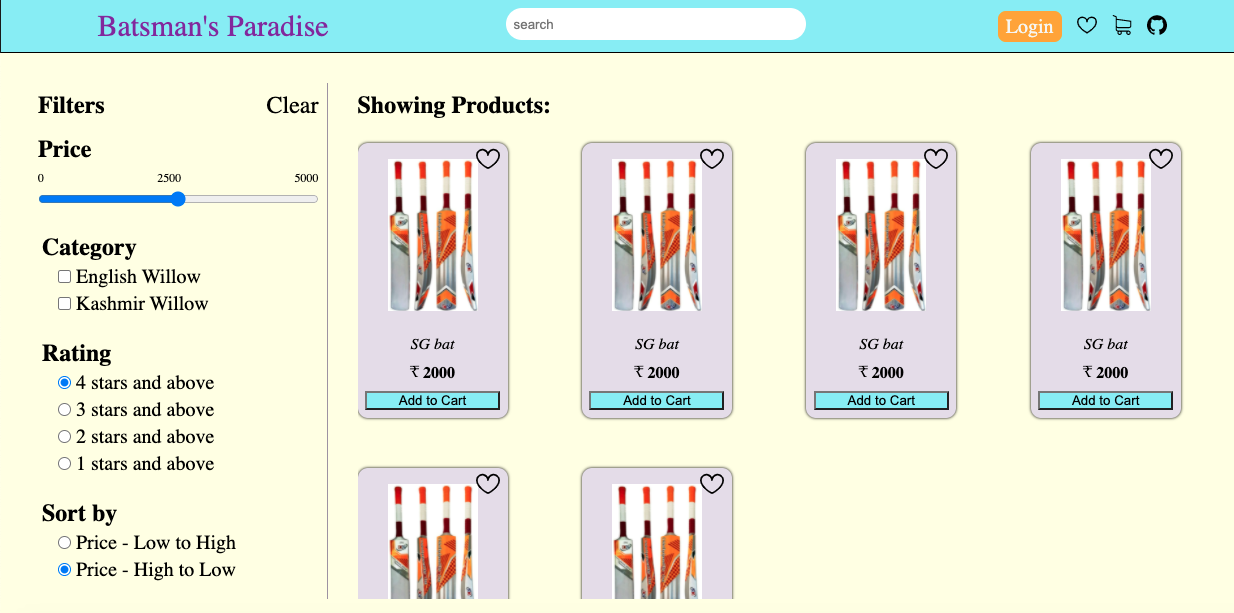 Batsman's Paradise
search
Login
Filters
Clear
Price
0 2500 5000
Category
English Willow
Kashmir Willow
Rating
4 stars and above
3 stars and above
2 stars and above
1 stars and above
Sort by
Price - Low to High
Price - High to Low
Showing Products:
SG bat
₹ 2000
Add to Cart
SG bat
₹ 2000
Add to Cart
SG bat
₹ 2000
Add to Cart
SG bat
₹ 2000
Add to Cart